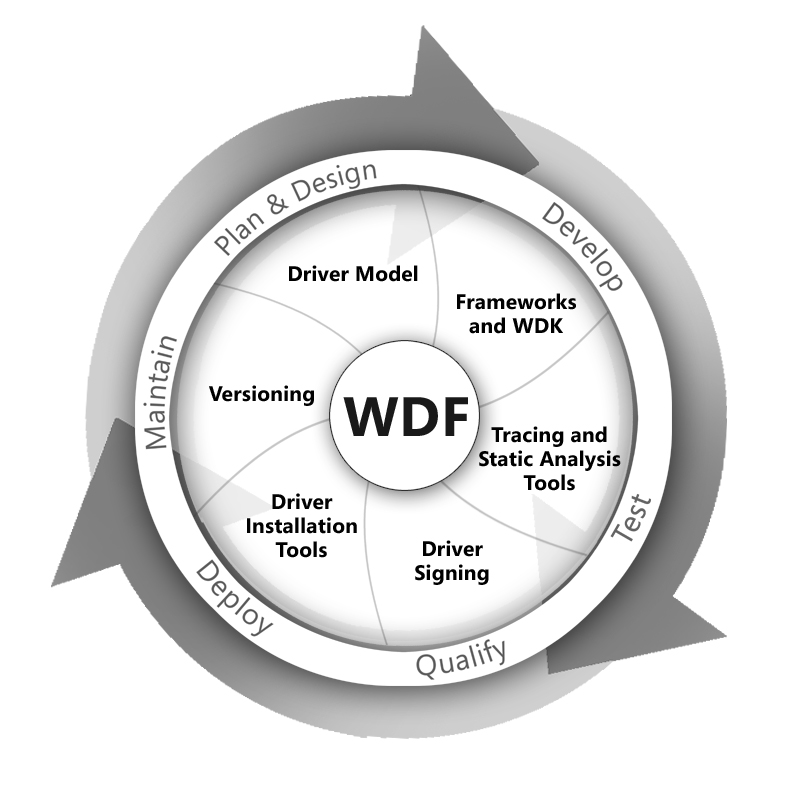 Plan & Design
Develop
Test
Qualify
Deploy
Maintain
Driver Model
Frameworks
and WDK
Tracing and
Static Analysis
Tools
Driver
Signing
Driver
Installation
Tools
Versioning
WDF